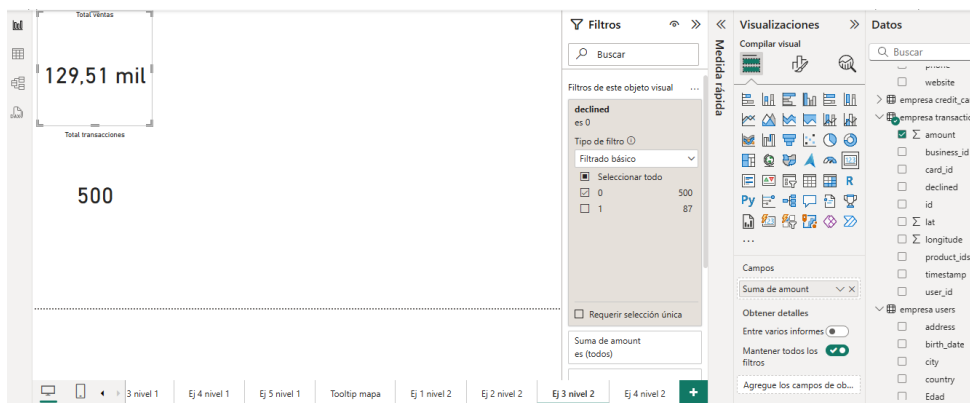 Total ventas
129,51 mil
Total transacciones
500
Filtros
Buscar
Filtros de este objeto visual
...
declined
es 0
Tipo de filtro
Filtrado básico
Seleccionar todo
0 500
1 87
Requerir selección única
Suma de amount
es (todos)
Medida rápida
Visualizaciones
Compilar visual
123
R
Py
...
Campos
Suma de amount
Obtener detalles
Entre varios informes
Mantener todos los
filtros
Agregue los campos de ob...
Datos
Buscar
phone
website
empresa credit_ca
empresa transactio
amount
business_id
card_id
declined
id
lat
longitude
product_ids
timestamp
user_id
empresa users
address
birth_date
city
country
Edad
3 nivel 1
Ej 4 nivel 1
Ej 5 nivel 1
Tooltip mapa
Ej 1 nivel 2
Ej 2 nivel 2
Ej 3 nivel 2
Ej 4 nivel 2